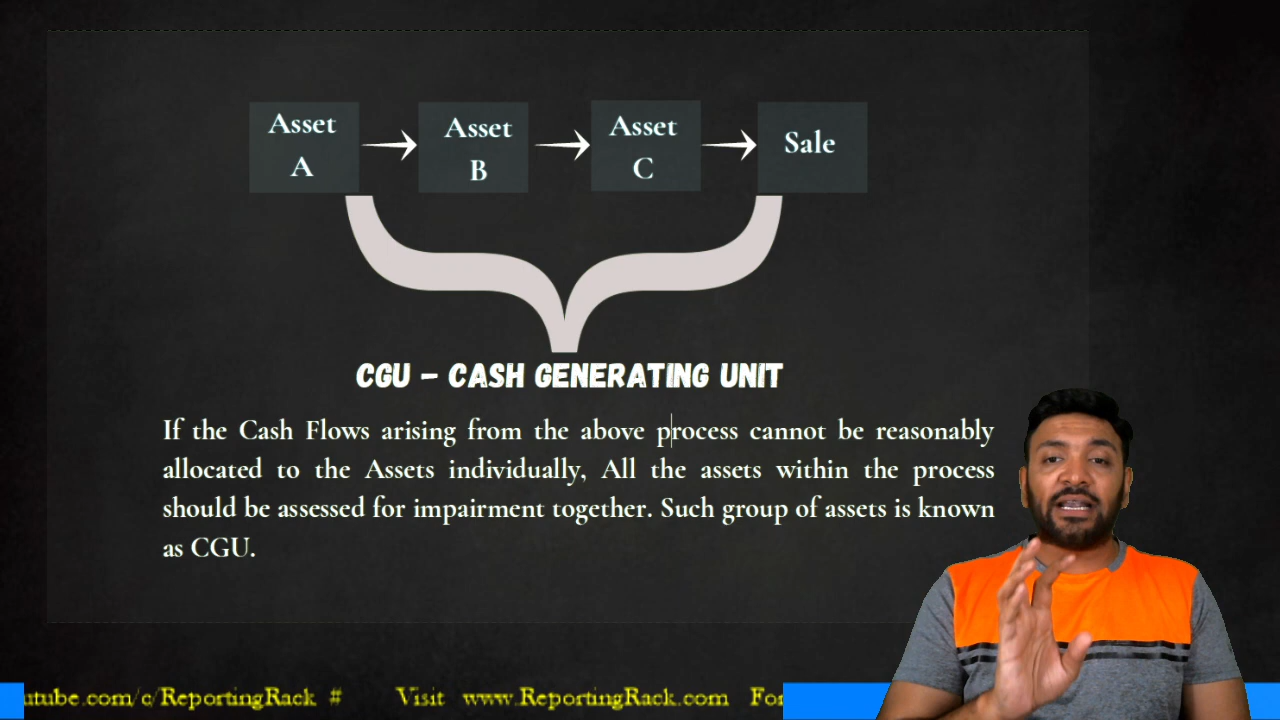 Asset
A
Asset
B
Asset
C
Sale
CGU - CASH GENERATING UNIT
If the Cash Flows arising from the above process cannot be reasonably
allocated to the Assets individually, All the assets within the process
should be assessed for impairment together. Such group of assets is known
as CGU.
utube.com/c/ReportingRack # Visit www.ReportingRack.com For